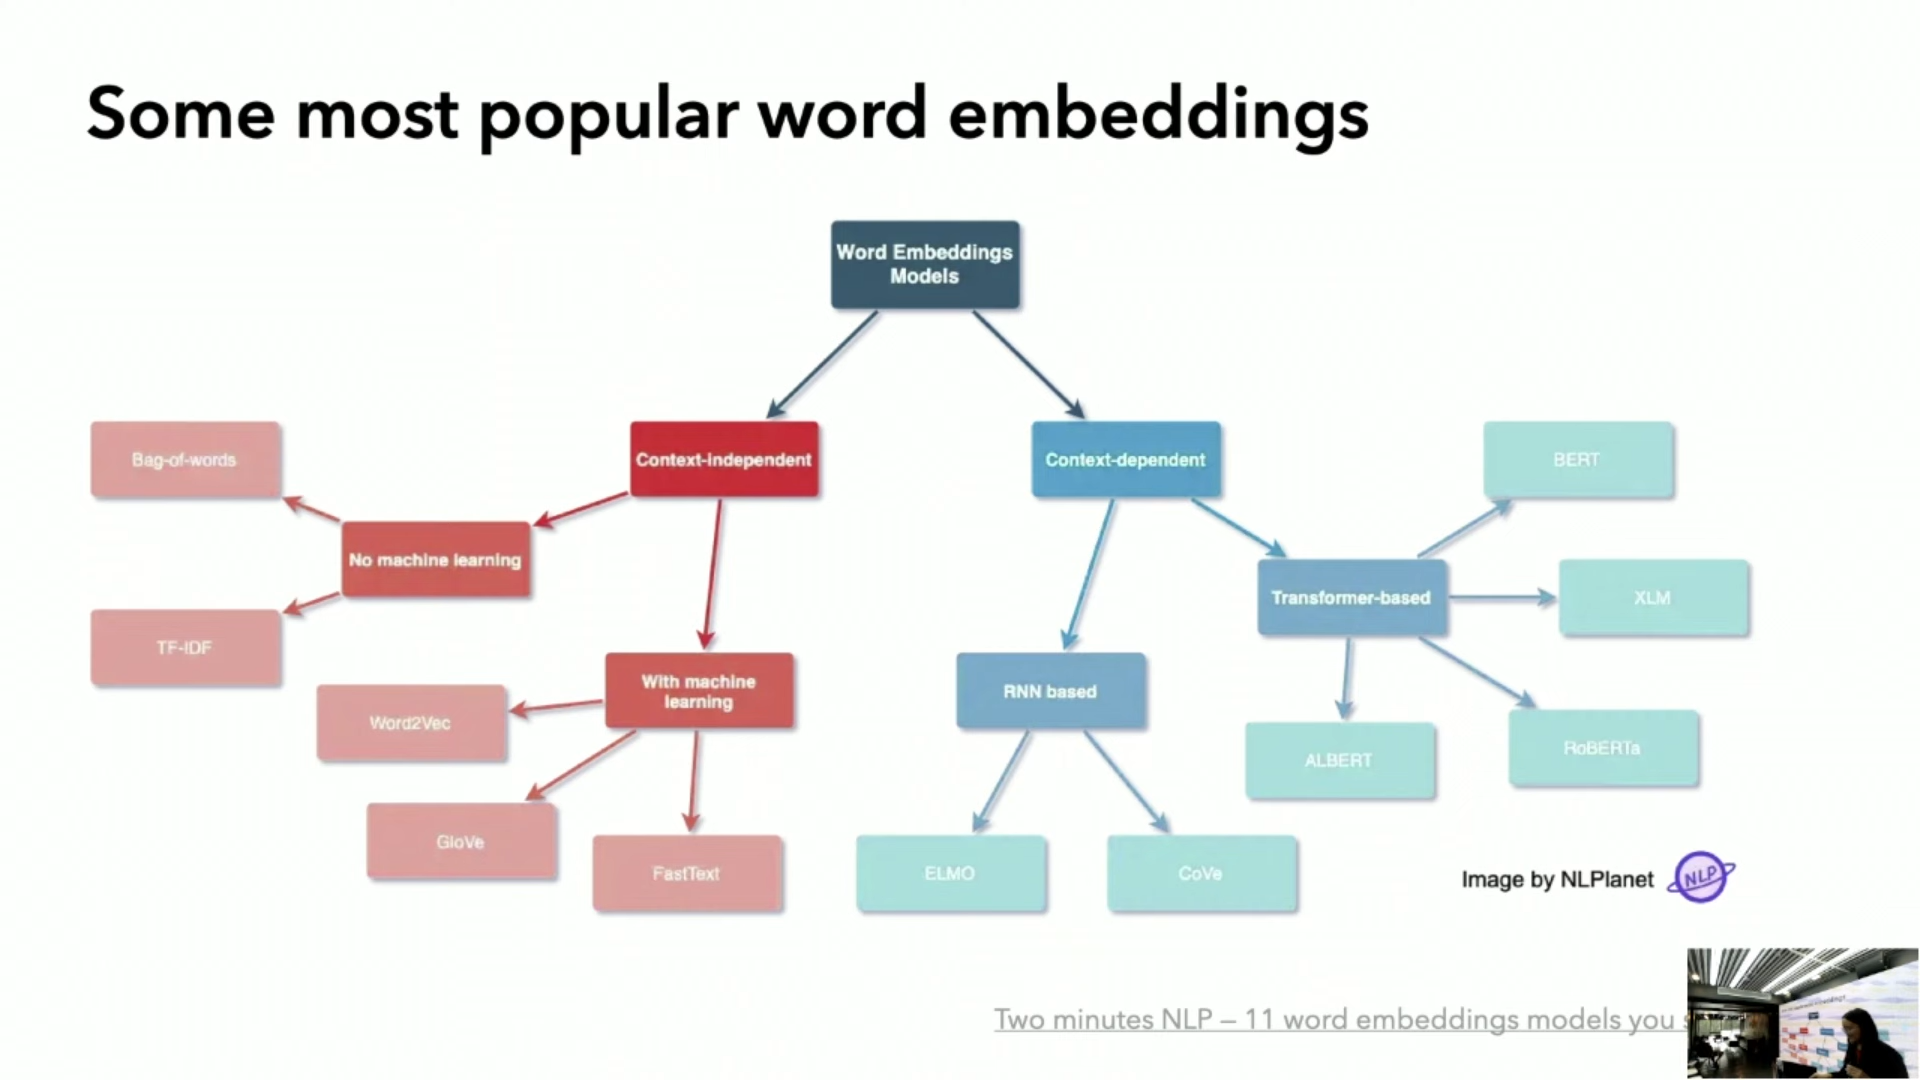 Some most popular word embeddings
Word Embeddings
Models
Bag-of-words
Context-independent
Context-dependent
BERT
No machine learning
Transformer-based
XLM
TF-IDF
With machine
learning
RNN based
Word2Vec
ALBERT
RoBERTa
GloVe
FastText
ELMO
CoVe
Image by NLPlanet
NLP
Two minutes NLP – 11 word embeddings models you